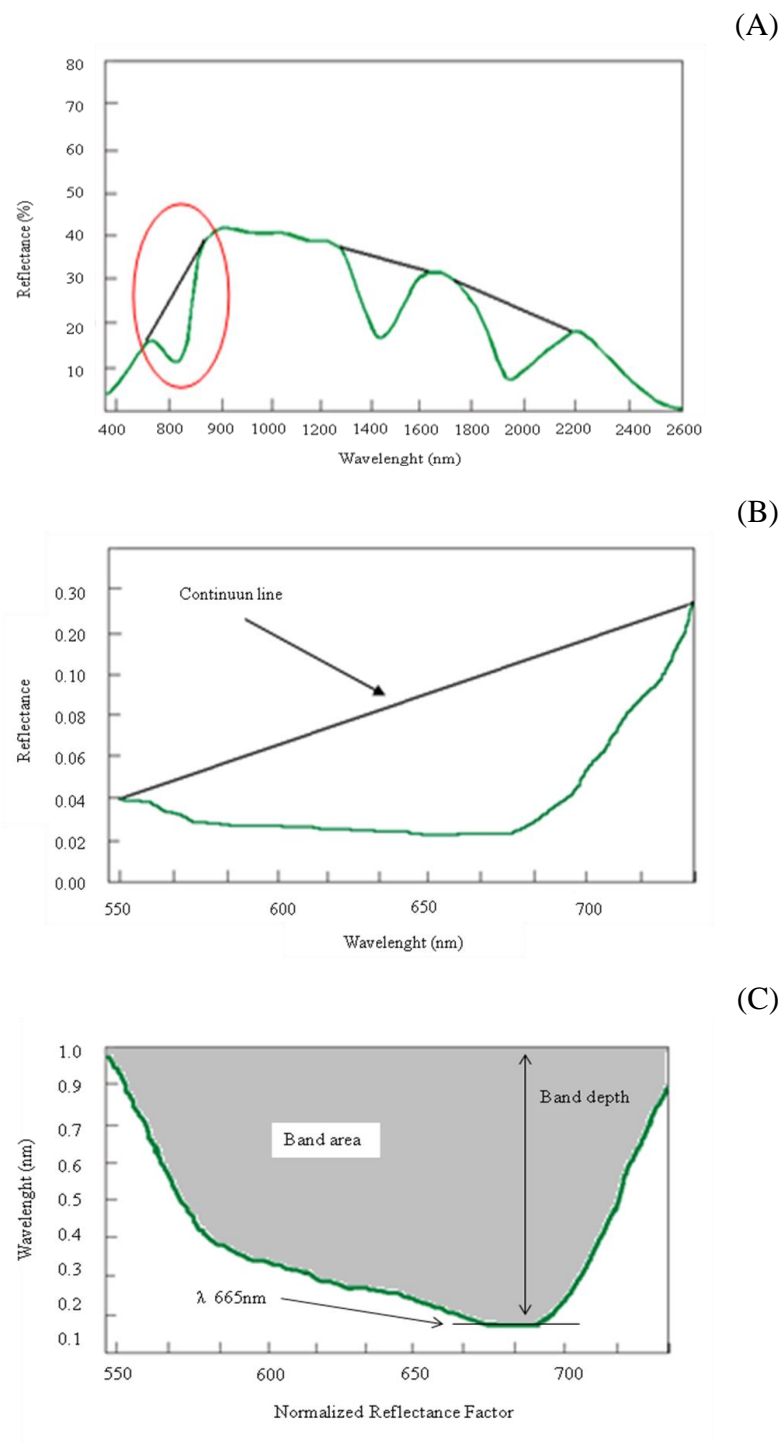 (A)
80
70
60
50
40
30
20
10
Reflectance (%)
400 800 900 1000 1200 1400 1600 1800 2000 2200 2400 2600
Wavelenght (nm)
(B)
0.30
0.20
0.10
0.08
0.06
0.04
0.02
0.00
Reflectance
Continuun line
550 600 650 700
Wavelenght (nm)
(C)
1.0
0.9
0.7
0.6
0.5
0.4
0.3
0.2
0.1
Wavelenght (nm)
Band depth
Band area
λ 665nm
550 600 650 700
Normalized Reflectance Factor